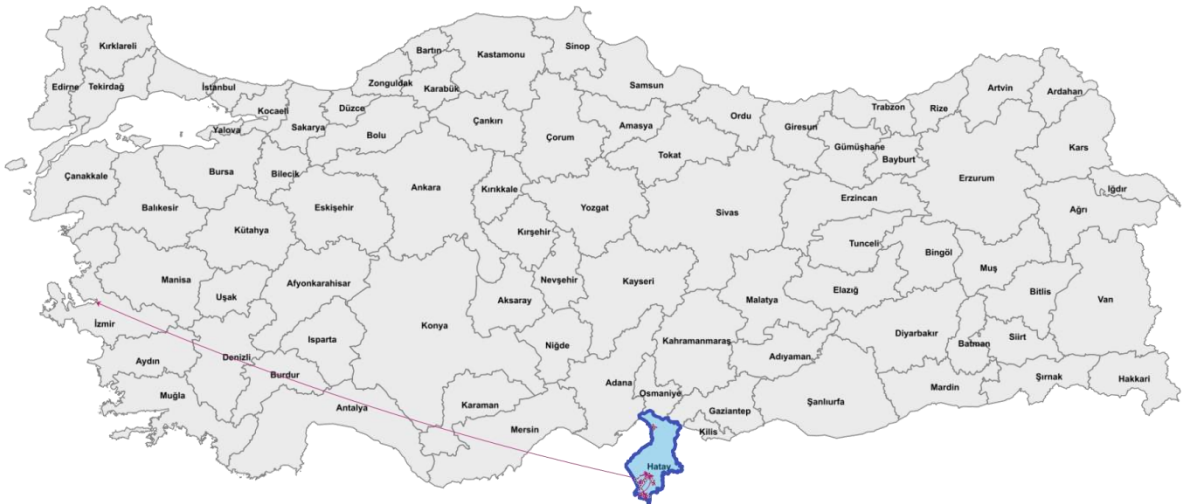 Kırklareli
Edirne
Tekirdağ
İstanbul
Kocaeli
Yalova
Sakarya
Düzce
Zonguldak
Bartın
Karabük
Kastamonu
Sinop
Samsun
Bolu
Çankırı
Çorum
Amasya
Ordu
Giresun
Trabzon
Rize
Artvin
Ardahan
Gümüşhane
Bayburt
Kars
Tokat
Erzurum
Iğdır
Çanakkale
Bursa
Bilecik
Ankara
Kırıkkale
Balıkesir
Eskişehir
Yozgat
Sivas
Erzincan
Ağrı
Kütahya
Kırşehir
Tunceli
Bingöl
Muş
Manisa
Uşak
Afyonkarahisar
Nevşehir
Kayseri
Aksaray
Malatya
Elazığ
Bitlis
Van
İzmir
Konya
Isparta
Niğde
Kahramanmaraş
Diyarbakır
Batman
Siirt
Aydın
Denizli
Burdur
Adıyaman
Muğla
Antalya
Karaman
Adana
Osmaniye
Şanlıurfa
Mardin
Şırnak
Hakkari
Mersin
Gaziantep
Kilis
Hatay